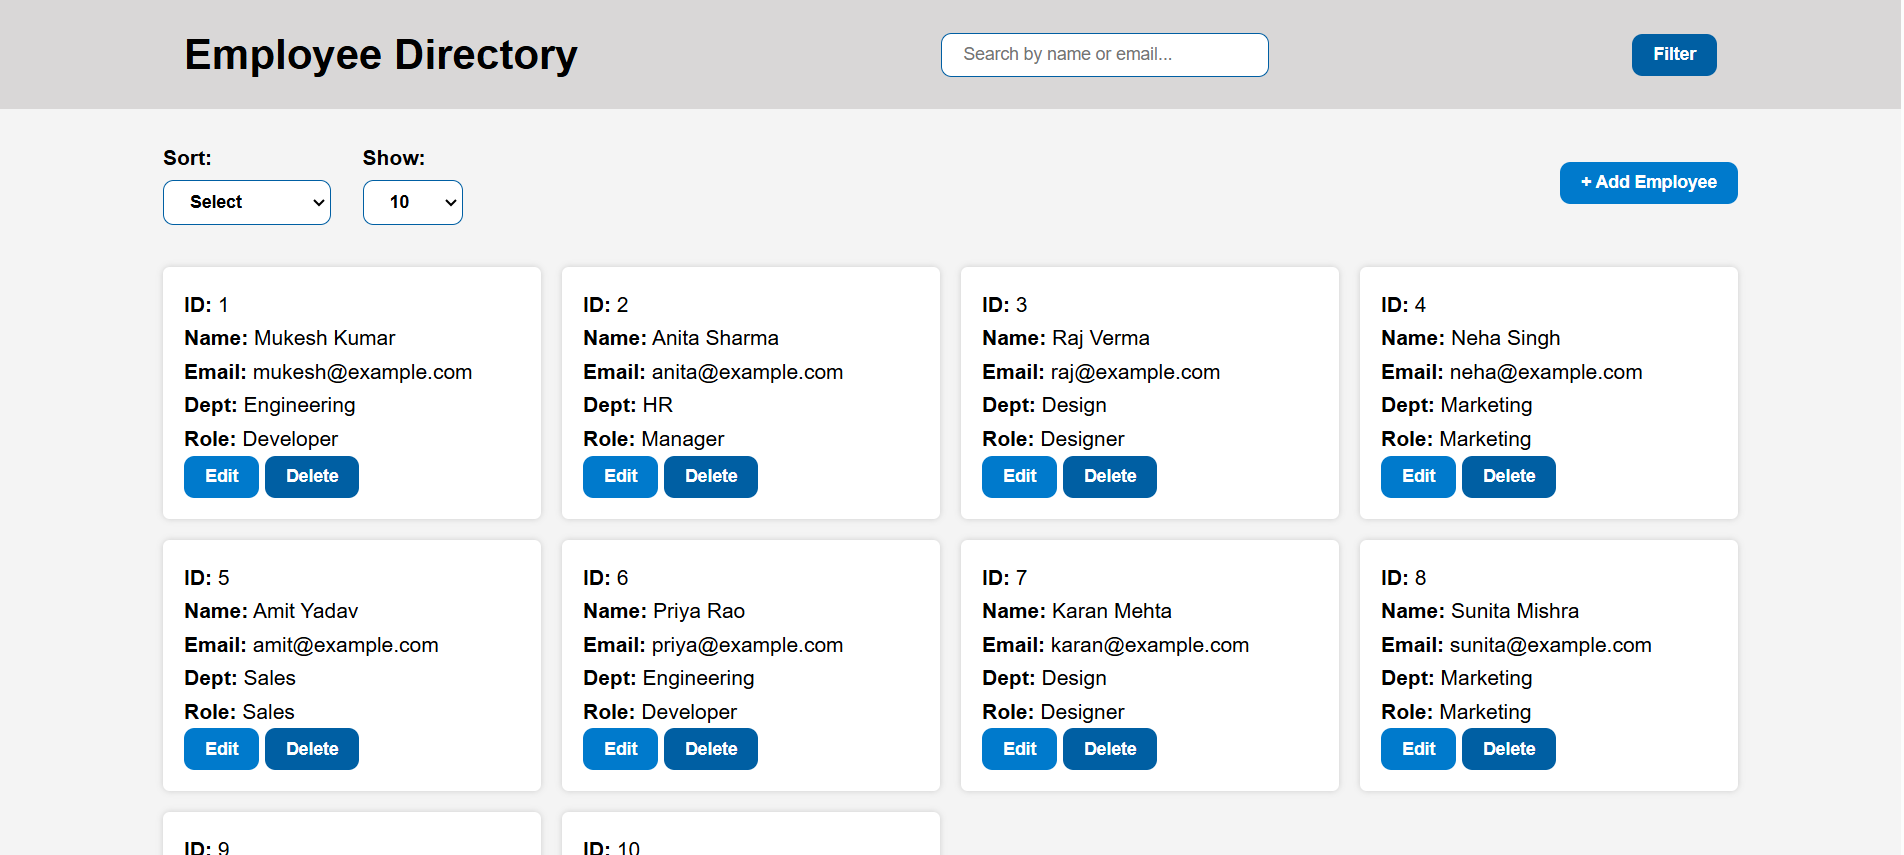 Employee Directory
Search by name or email...
Filter
Sort:
Show:
Select
10
+ Add Employee
ID: 1
Name: Mukesh Kumar
Email: mukesh@example.com
Dept: Engineering
Role: Developer
Edit Delete
ID: 2
Name: Anita Sharma
Email: anita@example.com
Dept: HR
Role: Manager
Edit Delete
ID: 3
Name: Raj Verma
Email: raj@example.com
Dept: Design
Role: Designer
Edit Delete
ID: 4
Name: Neha Singh
Email: neha@example.com
Dept: Marketing
Role: Marketing
Edit Delete
ID: 5
Name: Amit Yadav
Email: amit@example.com
Dept: Sales
Role: Sales
Edit Delete
ID: 6
Name: Priya Rao
Email: priya@example.com
Dept: Engineering
Role: Developer
Edit Delete
ID: 7
Name: Karan Mehta
Email: karan@example.com
Dept: Design
Role: Designer
Edit Delete
ID: 8
Name: Sunita Mishra
Email: sunita@example.com
Dept: Marketing
Role: Marketing
Edit Delete
ID: 9
ID: 10